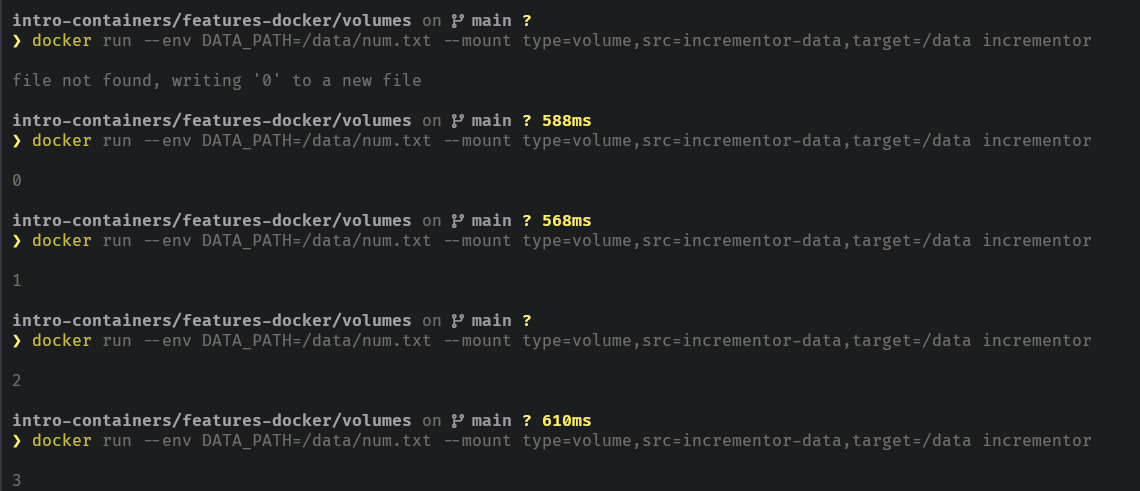 intro-containers/features-docker/volumes on main ?
❯ docker run --env DATA_PATH=/data/num.txt --mount type=volume,src=incrementor-data,target=/data incrementor
file not found, writing '0' to a new file
intro-containers/features-docker/volumes on main ? 588ms
❯ docker run --env DATA_PATH=/data/num.txt --mount type=volume,src=incrementor-data,target=/data incrementor
0
intro-containers/features-docker/volumes on main ? 568ms
❯ docker run --env DATA_PATH=/data/num.txt --mount type=volume,src=incrementor-data,target=/data incrementor
1
intro-containers/features-docker/volumes on main ?
❯ docker run --env DATA_PATH=/data/num.txt --mount type=volume,src=incrementor-data,target=/data incrementor
2
intro-containers/features-docker/volumes on main ? 610ms
❯ docker run --env DATA_PATH=/data/num.txt --mount type=volume,src=incrementor-data,target=/data incrementor
3